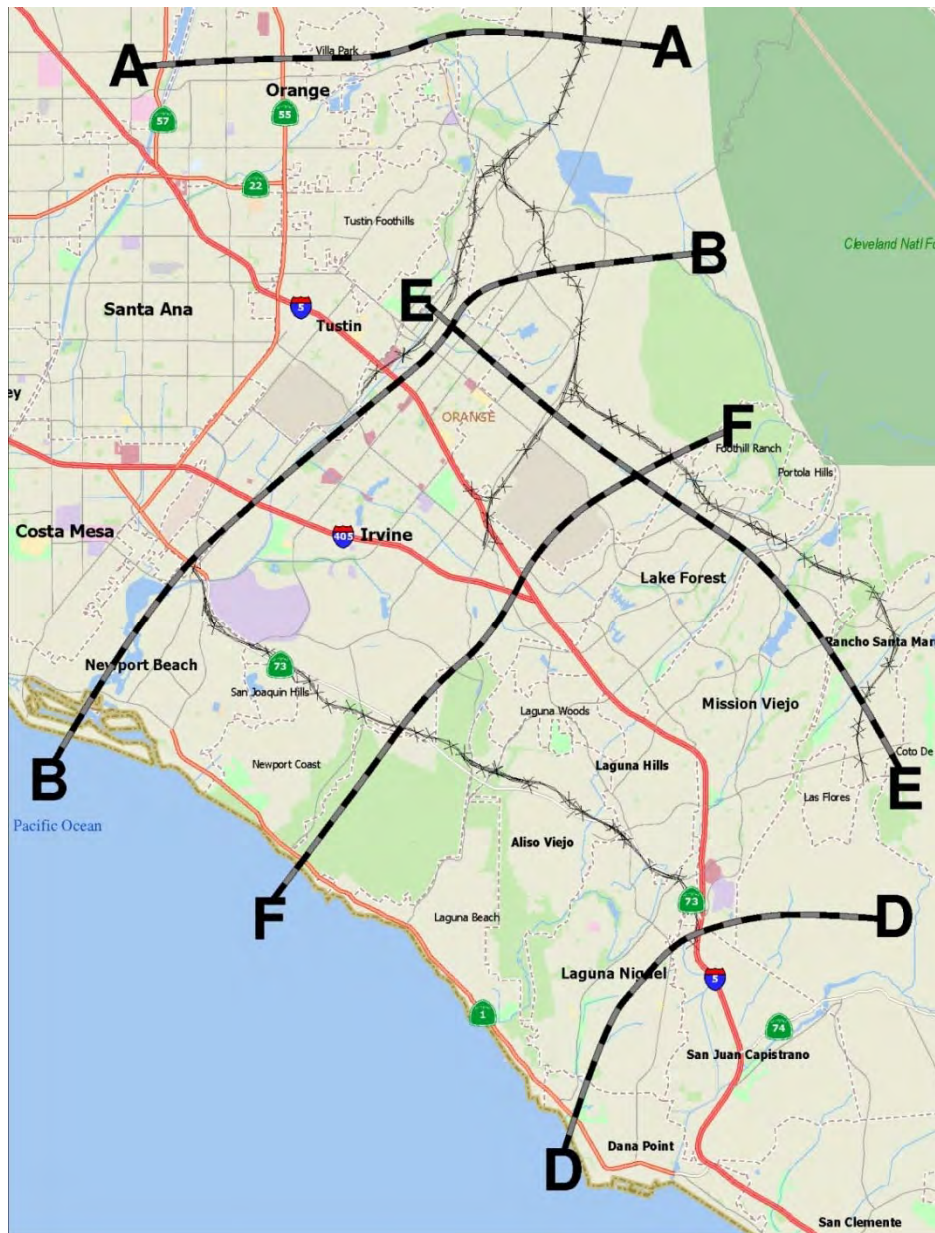 A
A
Villa Park
Orange
57
55
22
Tustin Foothills
Cleveland Natl Fo
B
E
Santa Ana
5
Tustin
ey
ORANGE
F
Foothill Ranch
Portola Hills
Costa Mesa
405
Irvine
Lake Forest
Rancho Santa Mar
Newport Beach
73
San Joaquin Hills
Laguna Woods
Mission Viejo
B
Newport Coast
Laguna Hills
Coto De
E
Las Flores
Pacific Ocean
Aliso Viejo
F
73
Laguna Beach
D
Laguna Niguel
5
1
74
San Juan Capistrano
D
Dana Point
San Clemente